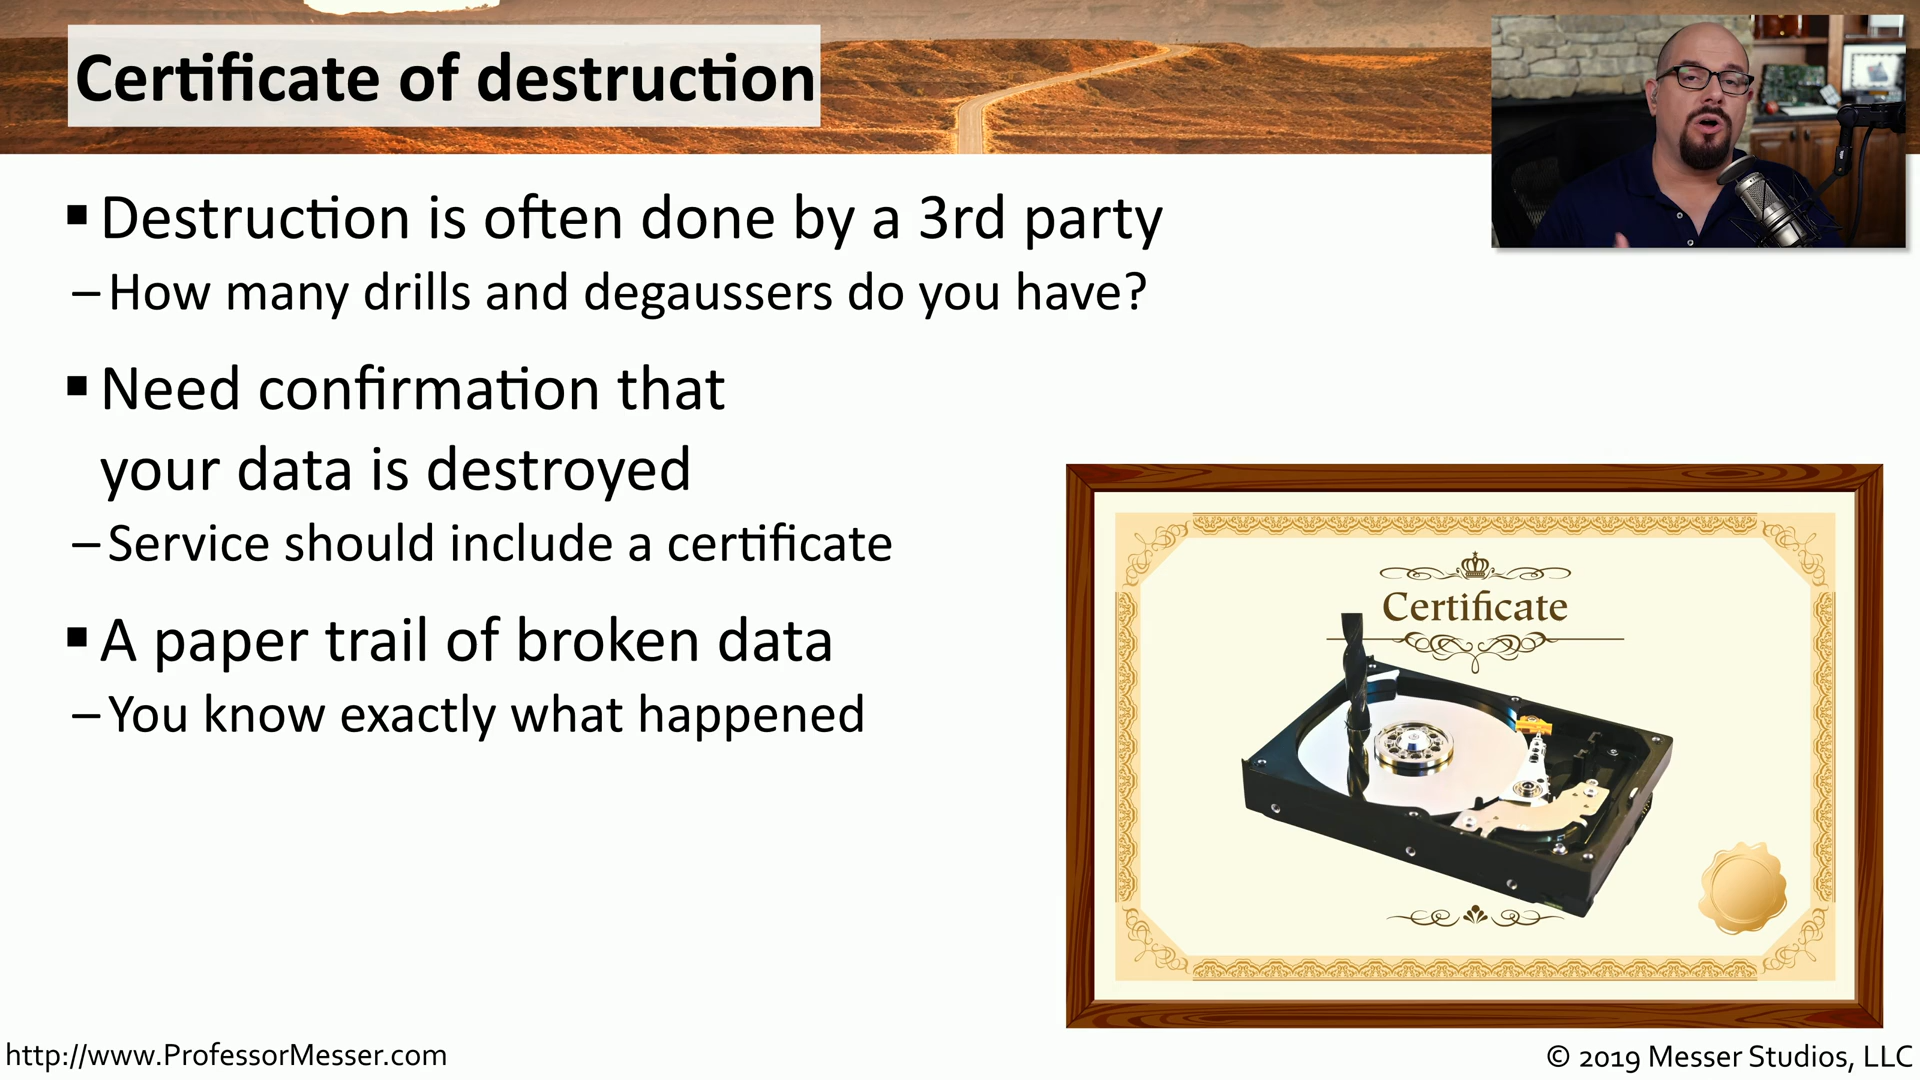 Certificate of destruction
▪ Destruction is often done by a 3rd party
– How many drills and degaussers do you have?
▪ Need confirmation that
your data is destroyed
– Service should include a certificate
▪ A paper trail of broken data
– You know exactly what happened
Certificate
http://www.ProfessorMesser.com
© 2019 Messer Studios, LLC